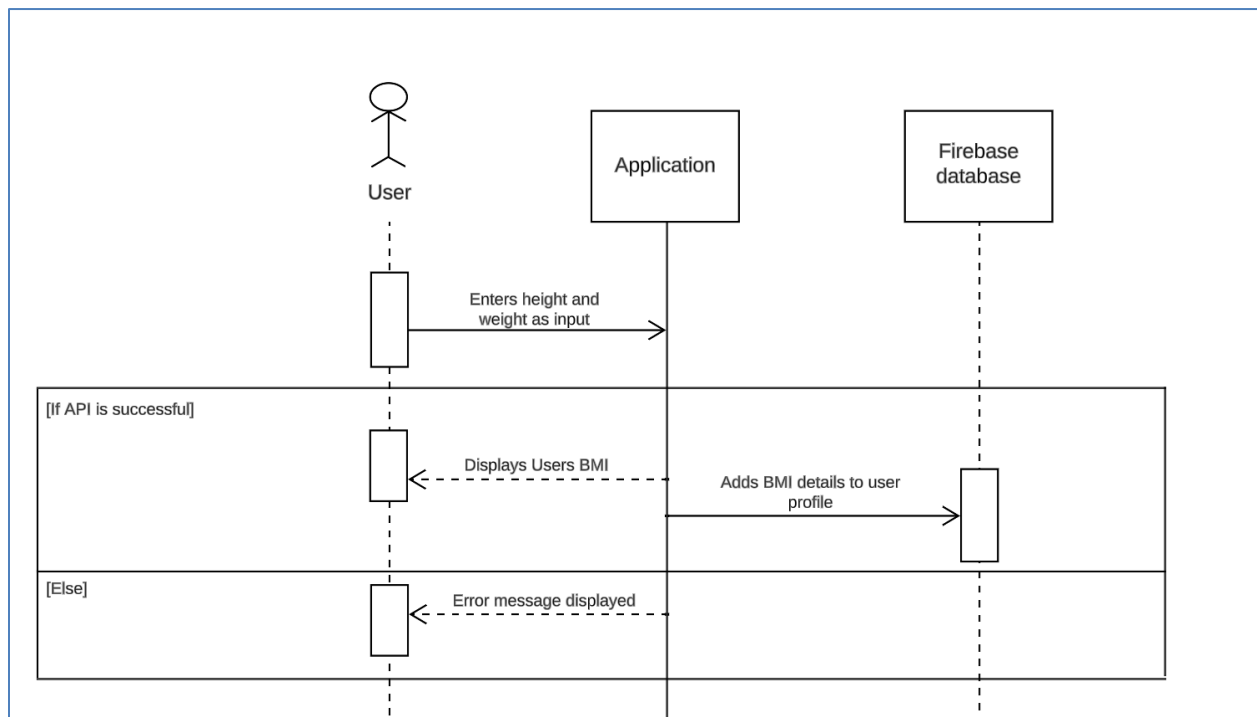 User
Application
Firebase
database
Enters height and
weight as input
[If API is successful]
Displays Users BMI
Adds BMI details to user
profile
[Else]
Error message displayed